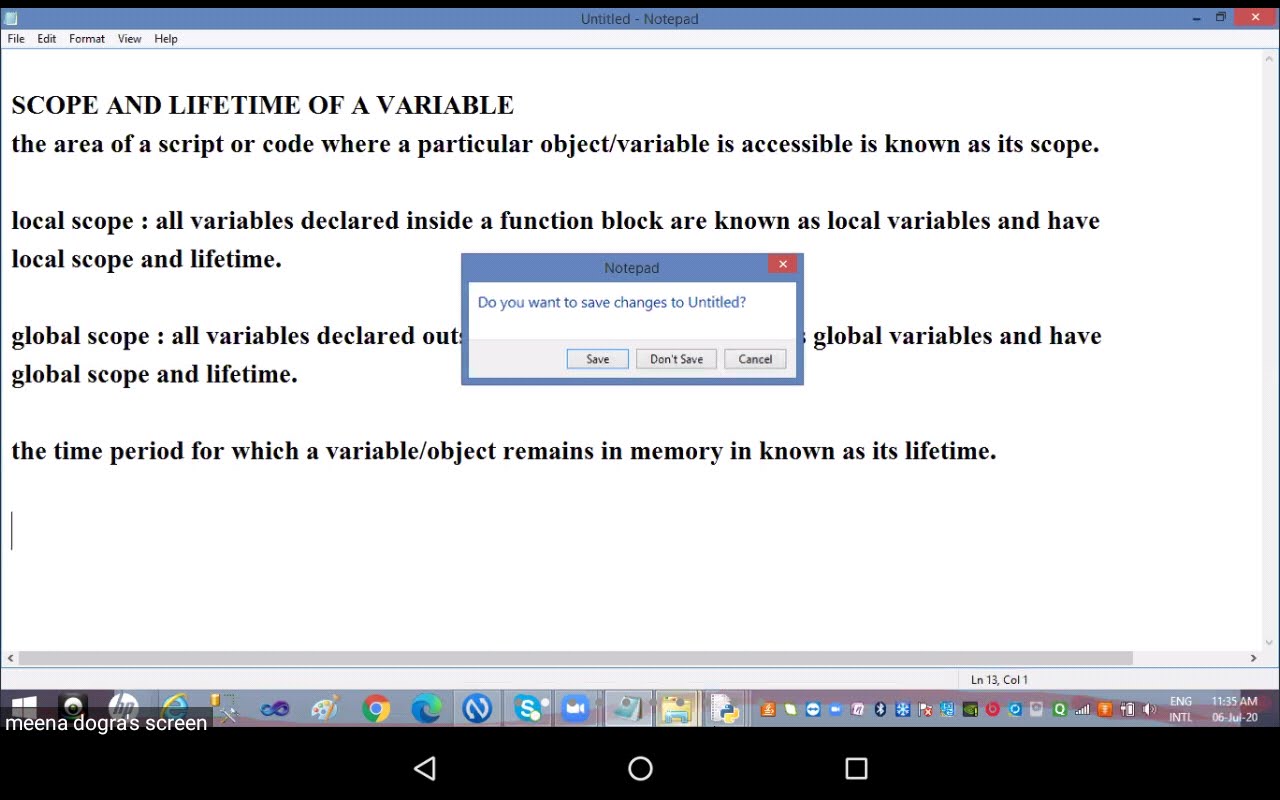 Untitled - Notepad
File Edit Format View Help
SCOPE AND LIFETIME OF A VARIABLE
the area of a script or code where a particular object/variable is accessible is known as its scope.
local scope : all variables declared inside a function block are known as local variables and have
local scope and lifetime.
Notepad
Do you want to save changes to Untitled?
Save Don't Save Cancel
global scope : all variables declared global variables and have
global scope and lifetime.
the time period for which a variable/object remains in memory in known as its lifetime.
Ln 13, Col 1
ENG 11:35 AM
INTL 06-Jul-20
meena dogra's screen